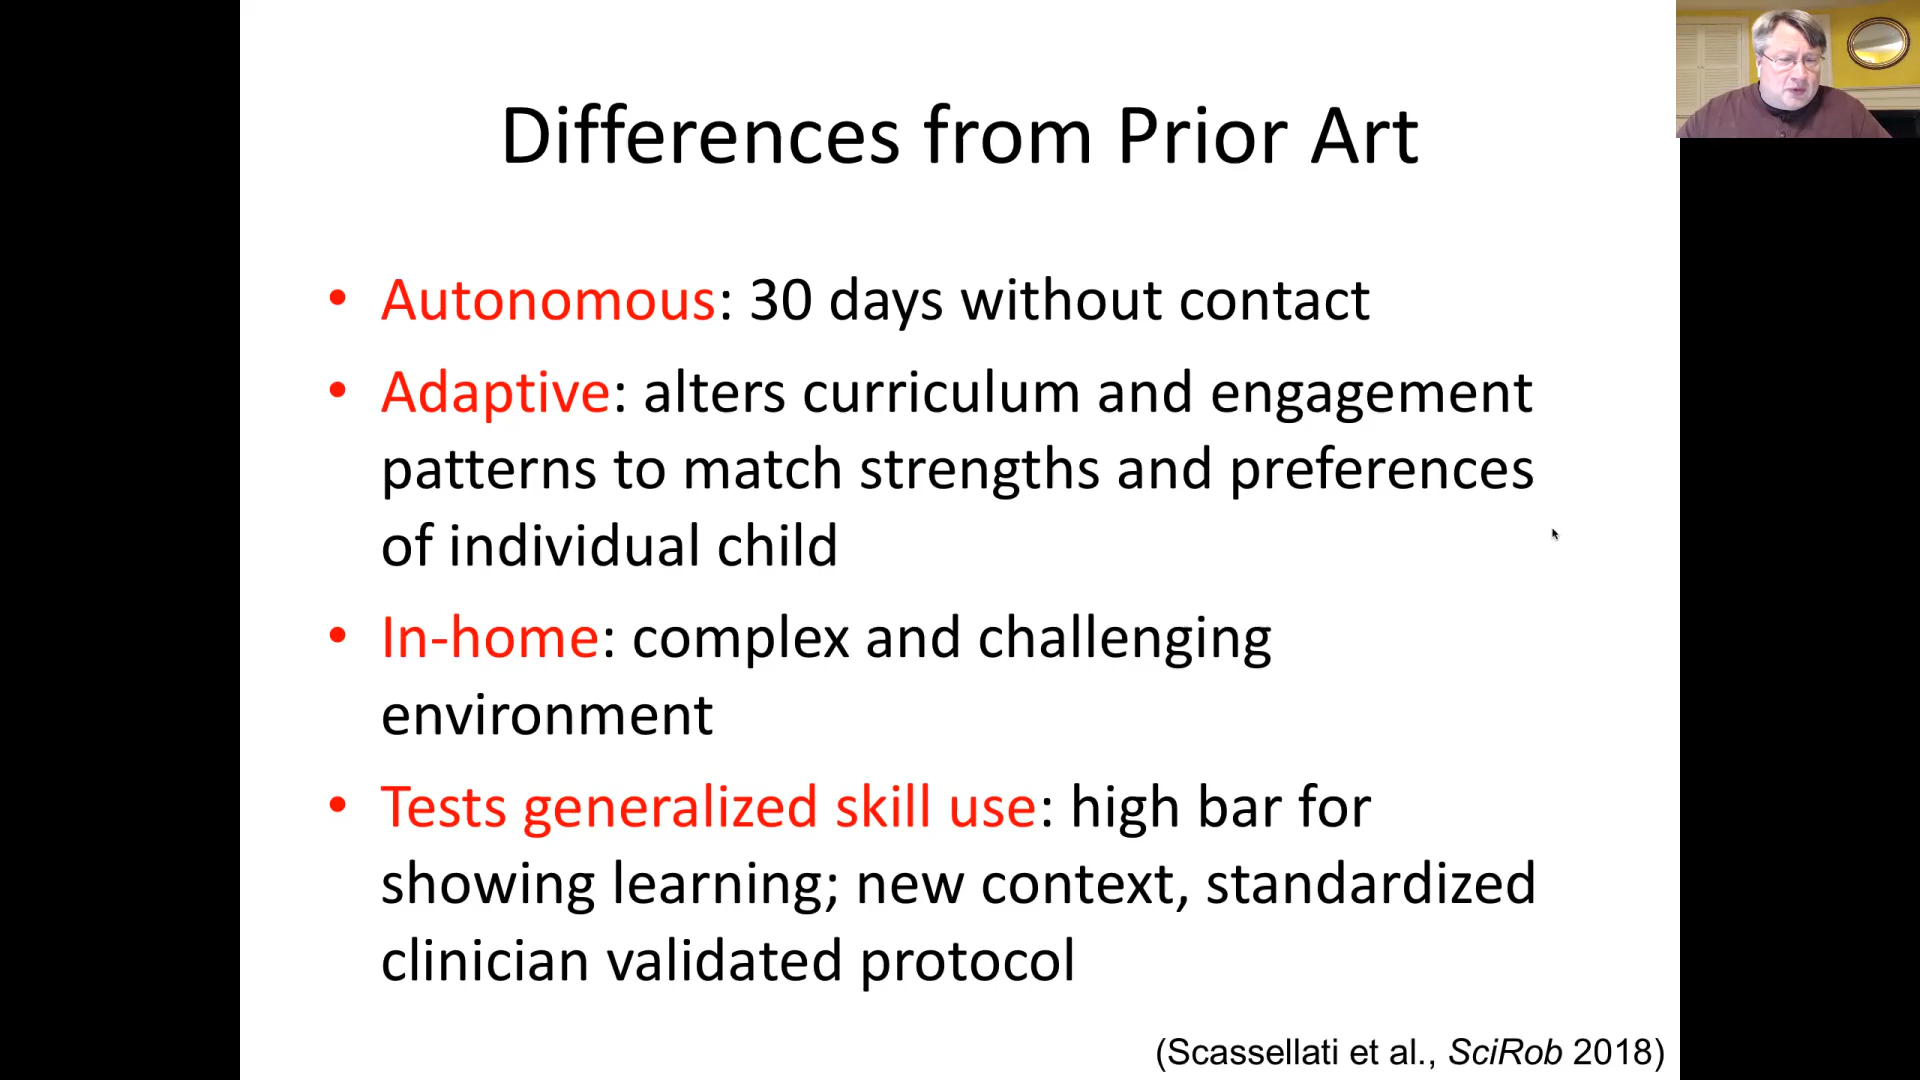 Differences from Prior Art
• Autonomous: 30 days without contact
• Adaptive: alters curriculum and engagement
patterns to match strengths and preferences
of individual child
• In-home: complex and challenging
environment
• Tests generalized skill use: high bar for
showing learning; new context, standardized
clinician validated protocol
(Scassellati et al., SciRob 2018)